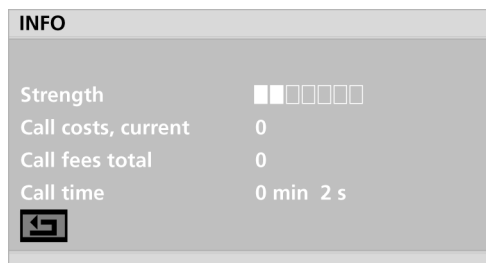 INFO
Strength
Call costs, current 0
Call fees total 0
Call time 0 min 2 s